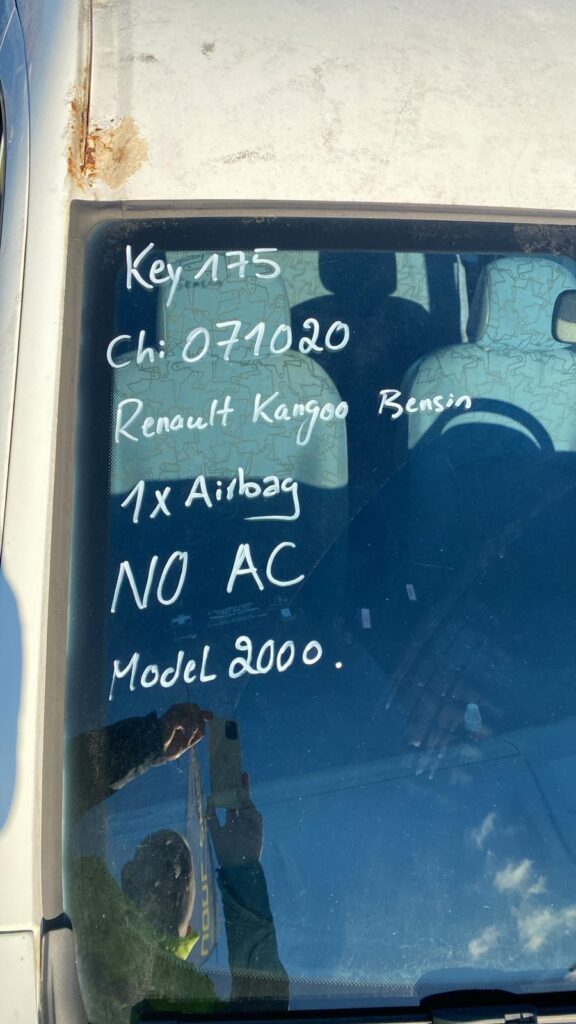 Key 175
Ch: 071020
Renault Kangoo Bensin
1x Airbag
NO AC
Model 2000.